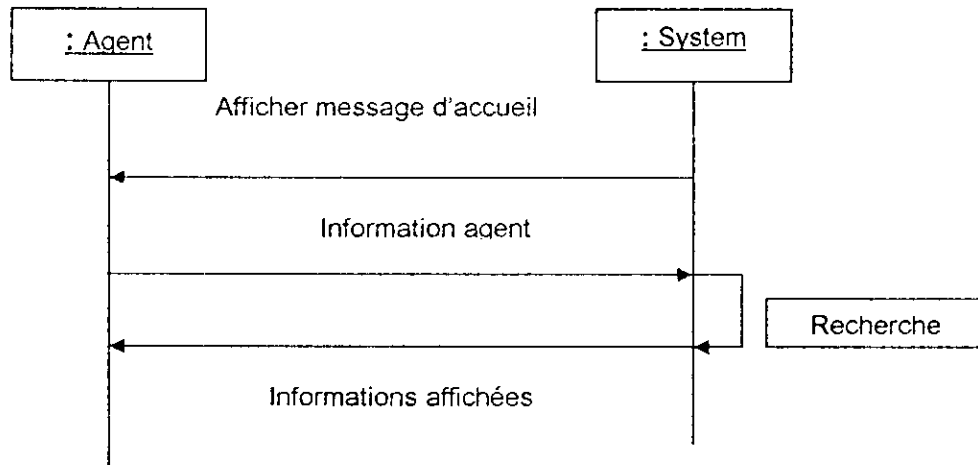 : Agent
: System
Afficher message d'accueil
Information agent
Recherche
Informations affichées